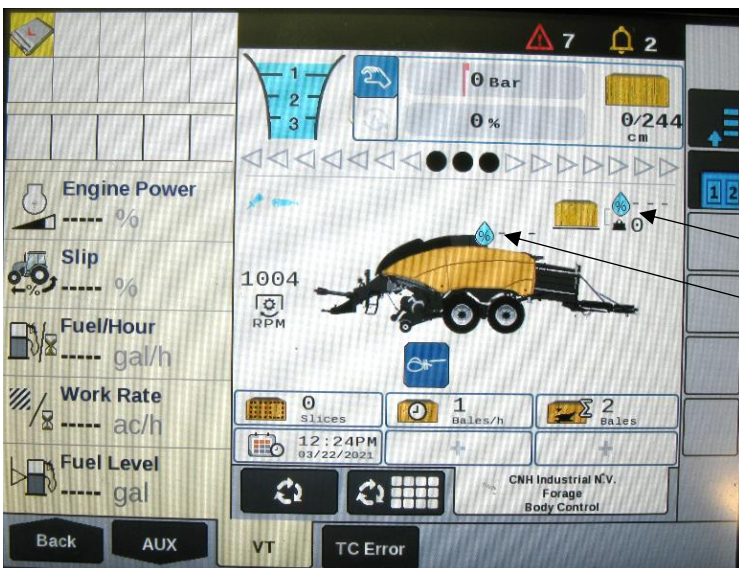 7
2
1
2
3
0 Bar
0 %
0/244
cm
1 2
Engine Power
----- %
% --- 
0
Slip
----- %
% - -
%
1004
RPM
Fuel/Hour
----- gal/h
Work Rate
----- ac/h
0
Slices
1
Bales/h
Σ 2
Bales
12:24PM
03/22/2021
+
+
Fuel Level
----- gal
CNH Industrial N.V.
Forage
Body Control
Back
AUX
VT
TC Error